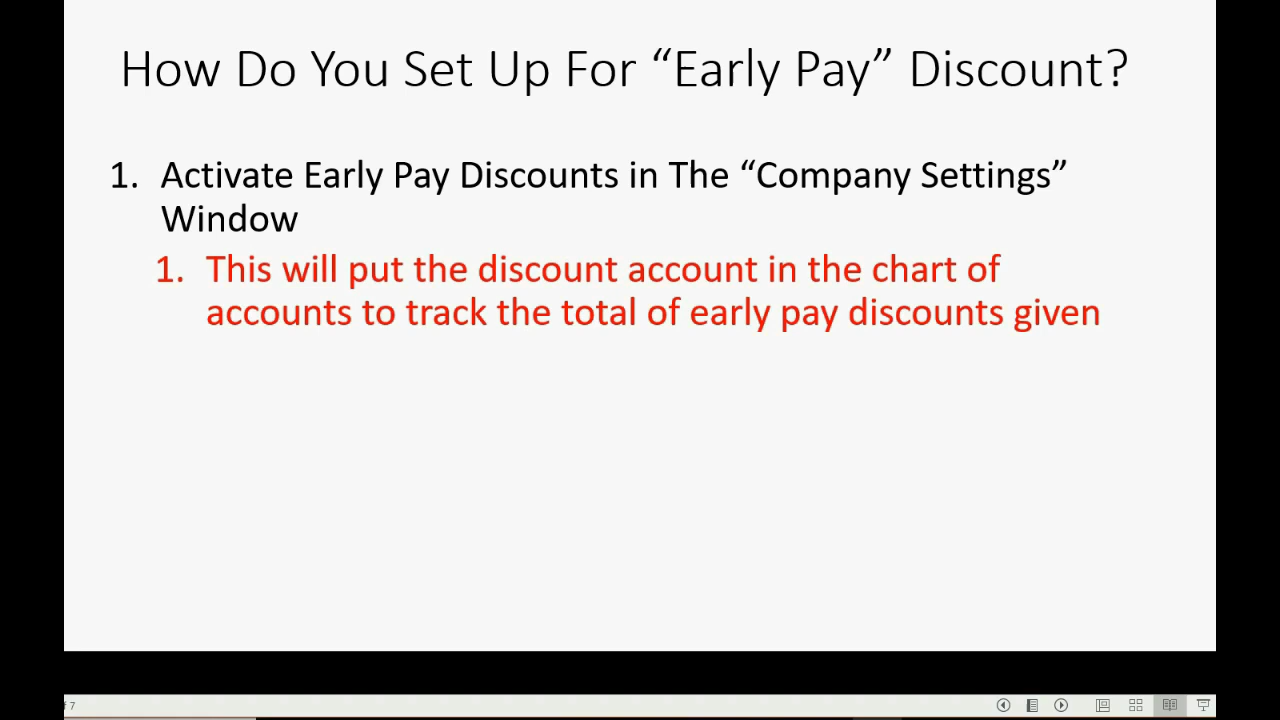 How Do You Set Up For “Early Pay” Discount?
1. Activate Early Pay Discounts in The “Company Settings”
Window
1. This will put the discount account in the chart of
accounts to track the total of early pay discounts given
f 7